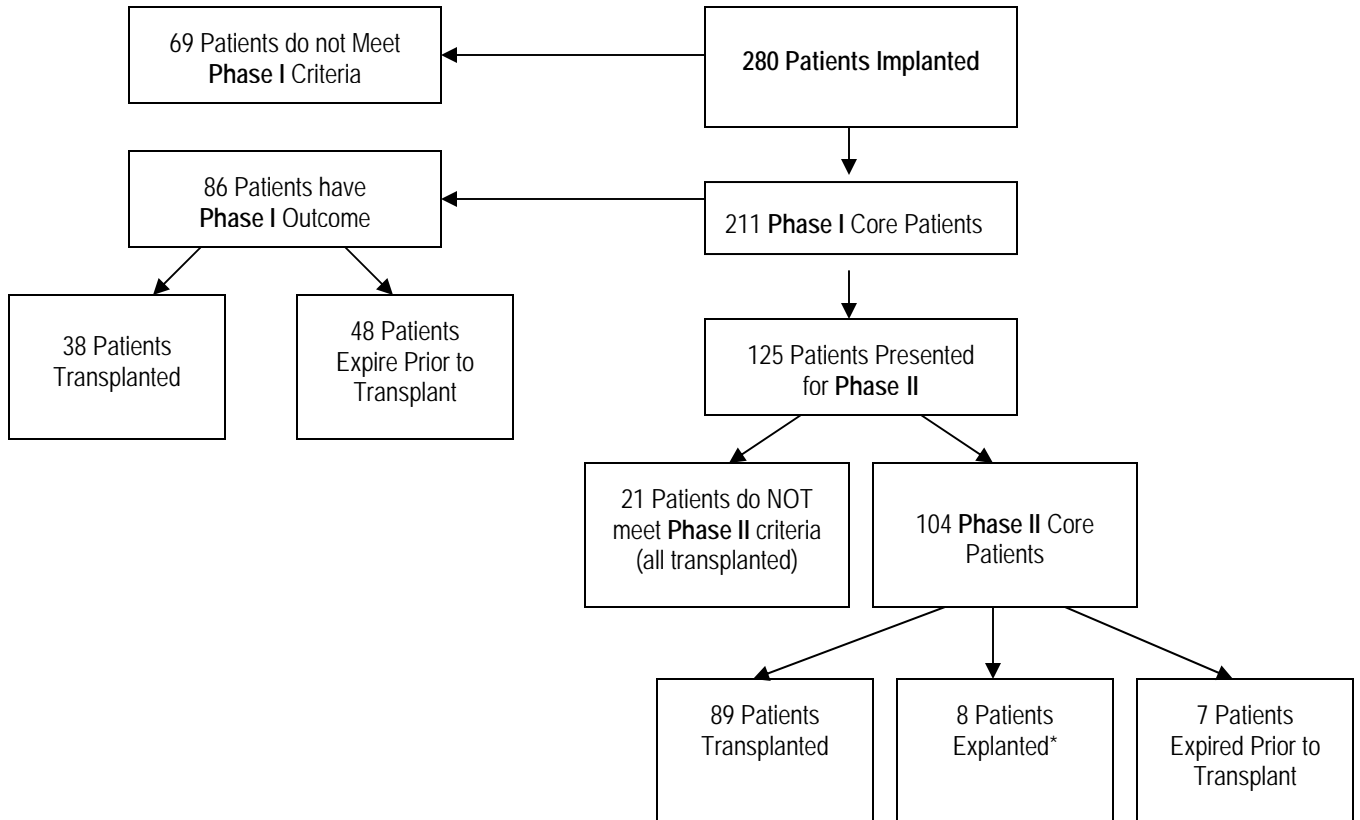 69 Patients do not Meet
Phase I Criteria
280 Patients Implanted
86 Patients have
Phase I Outcome
211 Phase I Core Patients
38 Patients
Transplanted
48 Patients
Expire Prior to
Transplant
125 Patients Presented
for Phase II
21 Patients do NOT
meet Phase II criteria
(all transplanted)
104 Phase II Core
Patients
89 Patients
Transplanted
8 Patients
Explanted*
7 Patients
Expired Prior to
Transplant